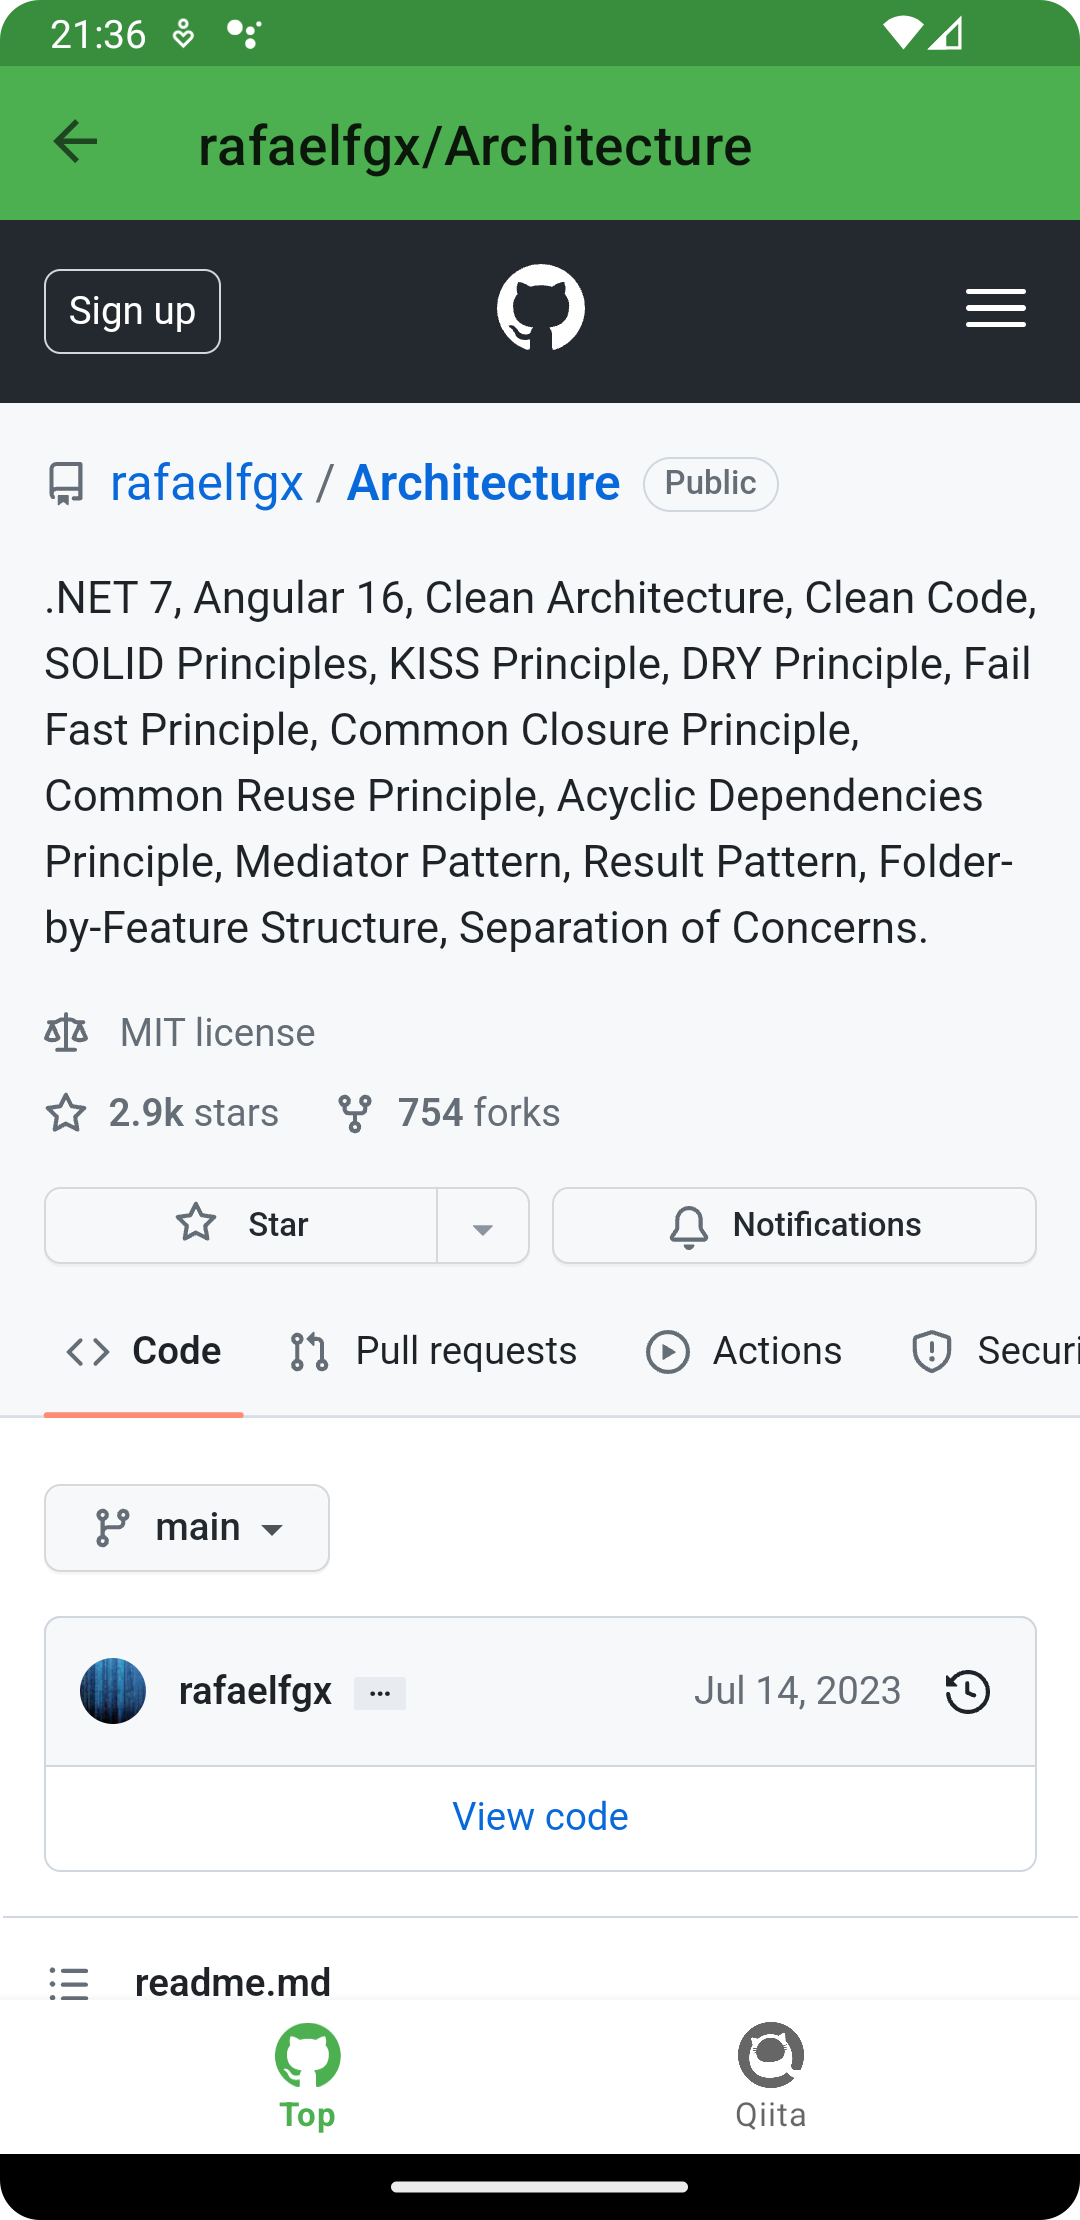 21:36
rafaelfgx/Architecture
Sign up
rafaelfgx / Architecture Public
.NET 7, Angular 16, Clean Architecture, Clean Code,
SOLID Principles, KISS Principle, DRY Principle, Fail
Fast Principle, Common Closure Principle,
Common Reuse Principle, Acyclic Dependencies
Principle, Mediator Pattern, Result Pattern, Folder-
by-Feature Structure, Separation of Concerns.
MIT license
2.9k stars 754 forks
Star Notifications
Code Pull requests Actions Securi
main
rafaelfgx ... Jul 14, 2023
View code
readme.md
Top Qiita